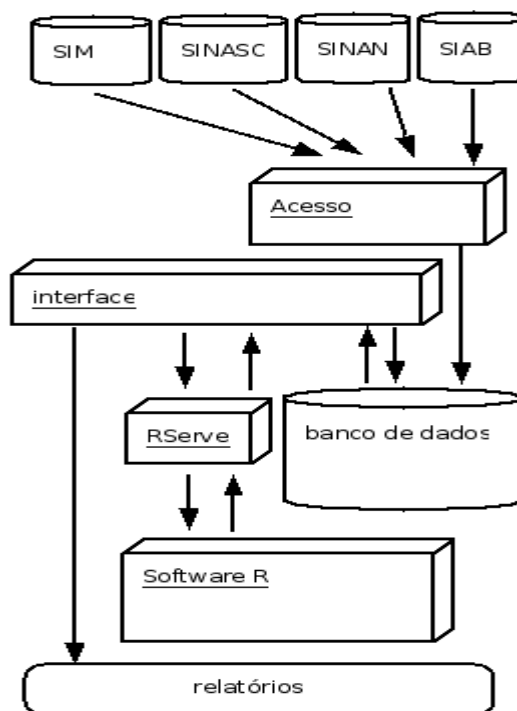 SIM
SINASC
SINAN
SIAB
Acesso
interface
RServe
banco de dados
Software R
relatórios